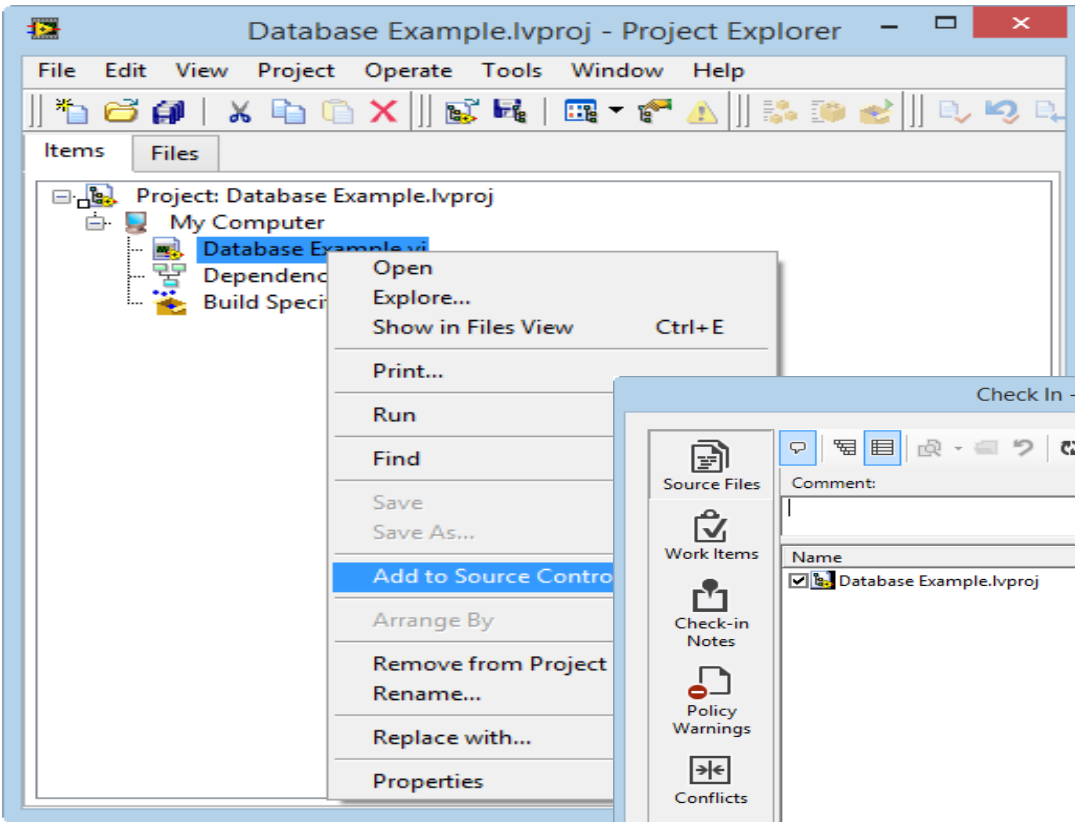 Database Example.lvproj - Project Explorer
File Edit View Project Operate Tools Window Help
Items Files
Project: Database Example.lvproj
My Computer
Database Example.vi
Dependenc
Build Specif
Open
Explore...
Show in Files View Ctrl+E
Print...
Run
Find
Save
Save As...
Add to Source Contro
Arrange By
Remove from Project
Rename...
Replace with...
Properties
Check In -
Source Files
Work Items
Check-in
Notes
Policy
Warnings
Conflicts
Comment:
Name
Database Example.lvproj